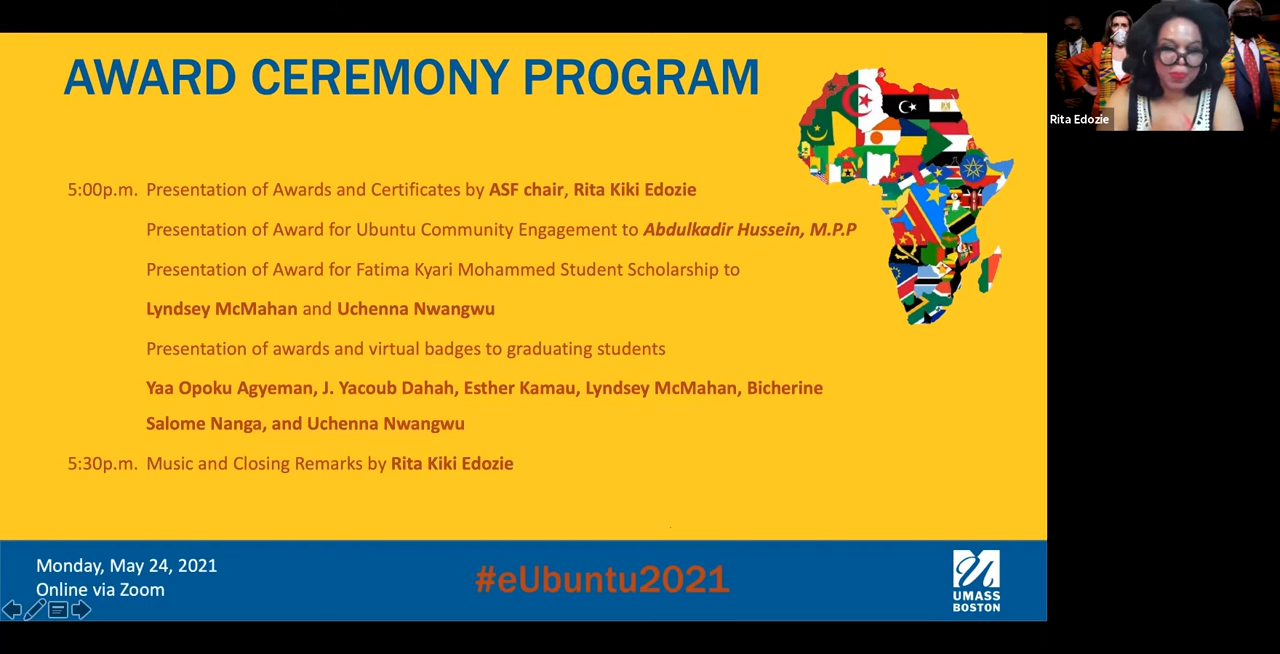 AWARD CEREMONY PROGRAM
Rita Edozie
5:00p.m. Presentation of Awards and Certificates by ASF chair, Rita Kiki Edozie
Presentation of Award for Ubuntu Community Engagement to Abdulkadir Hussein, M.P.P
Presentation of Award for Fatima Kyari Mohammed Student Scholarship to
Lyndsey McMahan and Uchenna Nwangwu
Presentation of awards and virtual badges to graduating students
Yaa Opoku Agyeman, J. Yacoub Dahah, Esther Kamau, Lyndsey McMahan, Bicherine
Salome Nanga, and Uchenna Nwangwu
5:30p.m. Music and Closing Remarks by Rita Kiki Edozie
Monday, May 24, 2021
Online via Zoom
#eUbuntu2021
UMASS
BOSTON